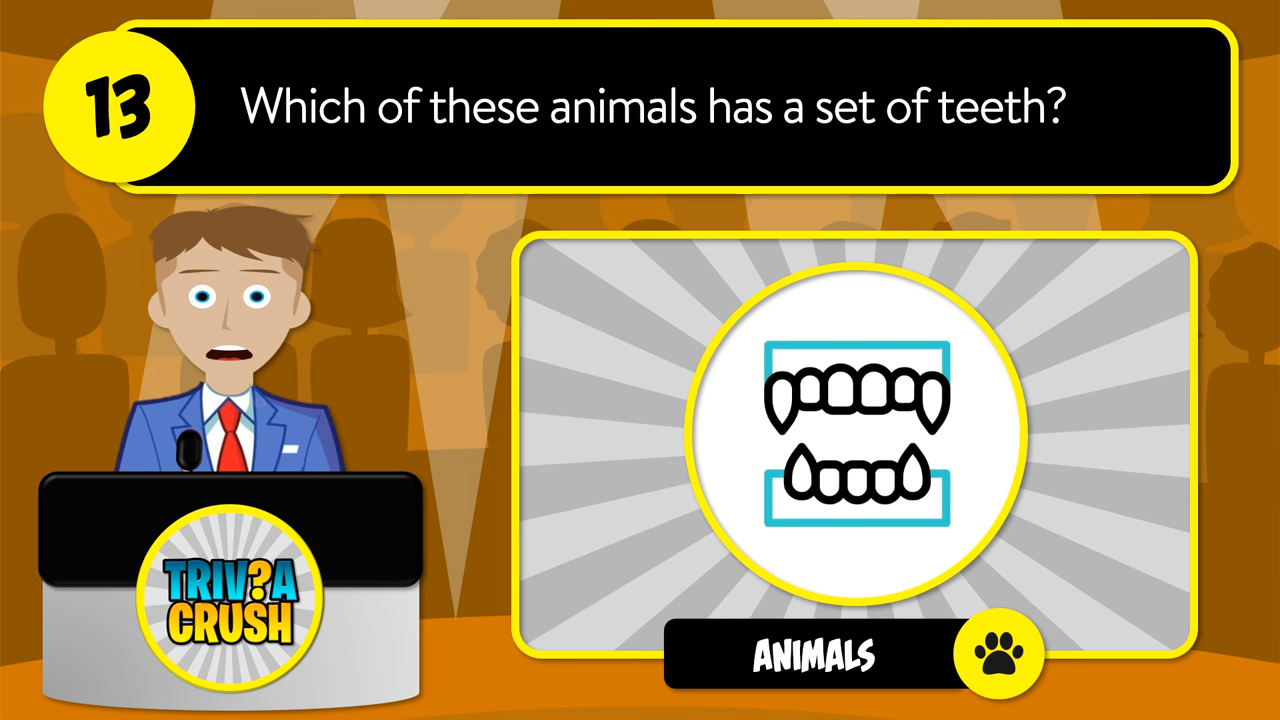 13
Which of these animals has a set of teeth?
TRIV?A
CRUSH
ANIMALS